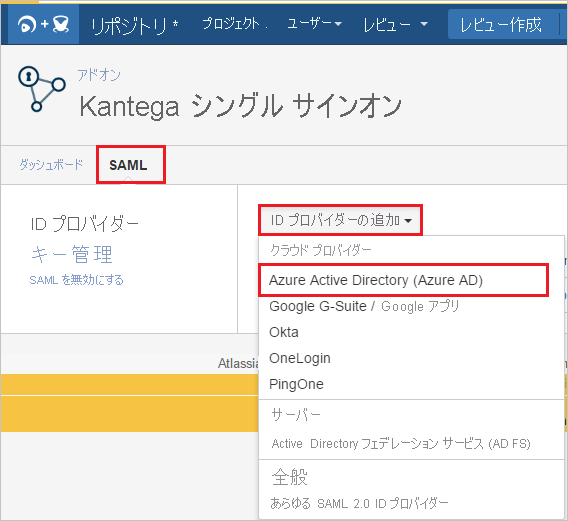 リポジトリ * プロジェクト . ユーザー レビュー レビュー作成
アドオン
Kantega シングル サインオン
ダッシュボード SAML
ID プロバイダー
キー管理
SAML を無効にする
ID プロバイダーの追加
クラウド プロバイダー
Azure Active Directory (Azure AD)
Google G-Suite / Google アプリ
Okta
OneLogin
PingOne
Atlassia
サーバー
Active Directory フェデレーション サービス (AD FS)
全般
あらゆる SAML 2.0 ID プロバイダー